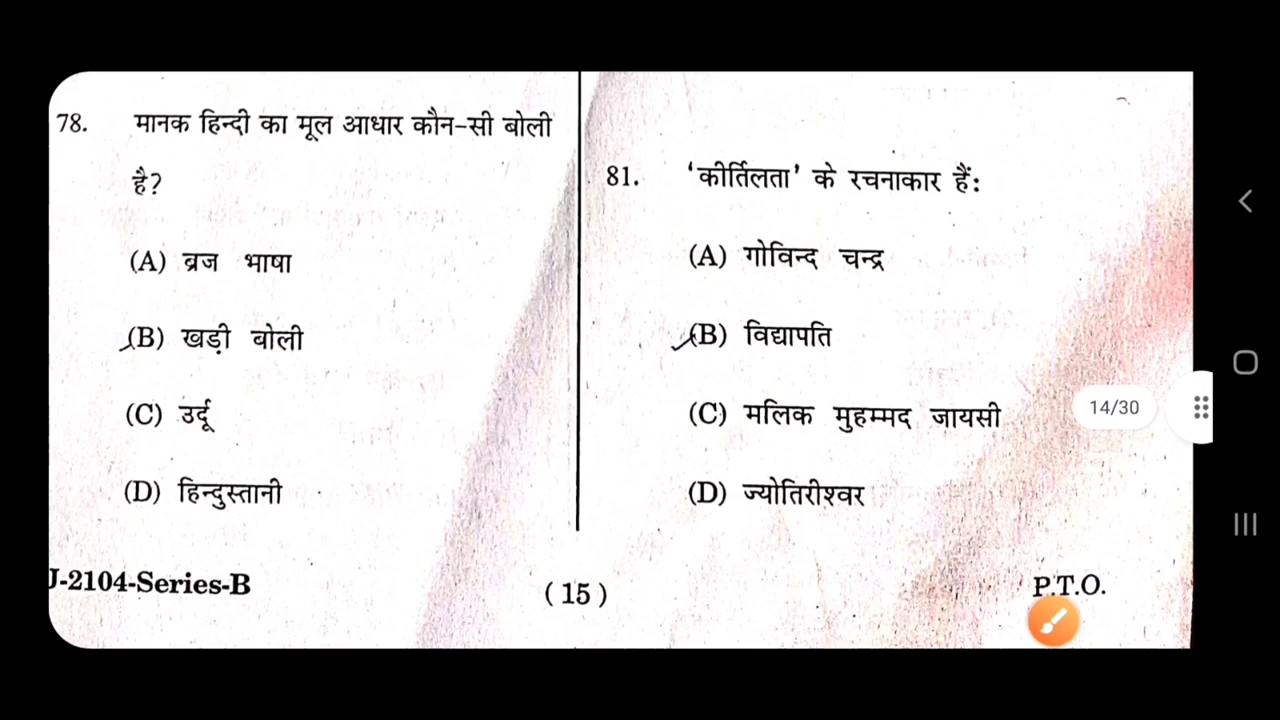 78. मानक हिन्दी का मूल आधार कौन-सी बोली
है?
(A) ब्रज भाषा
(B) खड़ी बोली
(C) उर्दू
(D) हिन्दुस्तानी
81. 'कीर्तिलता' के रचनाकार हैं:
(A) गोविन्द चन्द्र
(B) विद्यापति
(C) मलिक मुहम्मद जायसी
(D) ज्योतिरीश्वर
14/30
J-2104-Series-B
(15)
P.T.O.